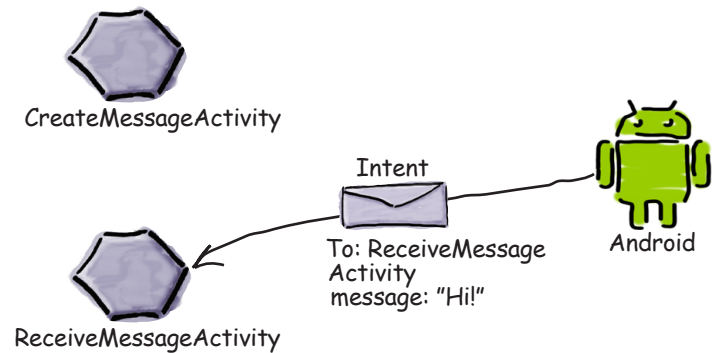 CreateMessageActivity
Intent
To: ReceiveMessage
Activity
message: "Hi!"
Android
ReceiveMessageActivity